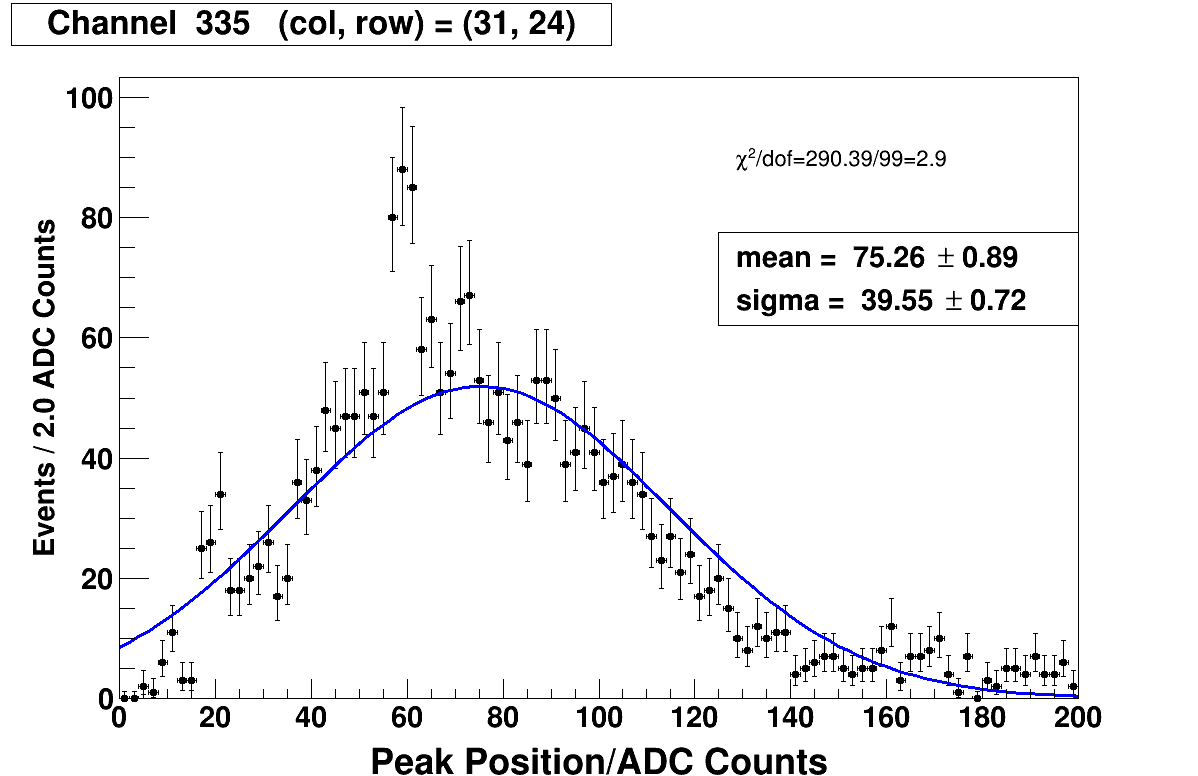 Channel 335 (col, row) = (31, 24)
100
80
60
40
20
0
Events / 2.0 ADC Counts
χ²/dof=290.39/99=2.9
mean = 75.26 ± 0.89
sigma = 39.55 ± 0.72
0 20 40 60 80 100 120 140 160 180 200
Peak Position/ADC Counts